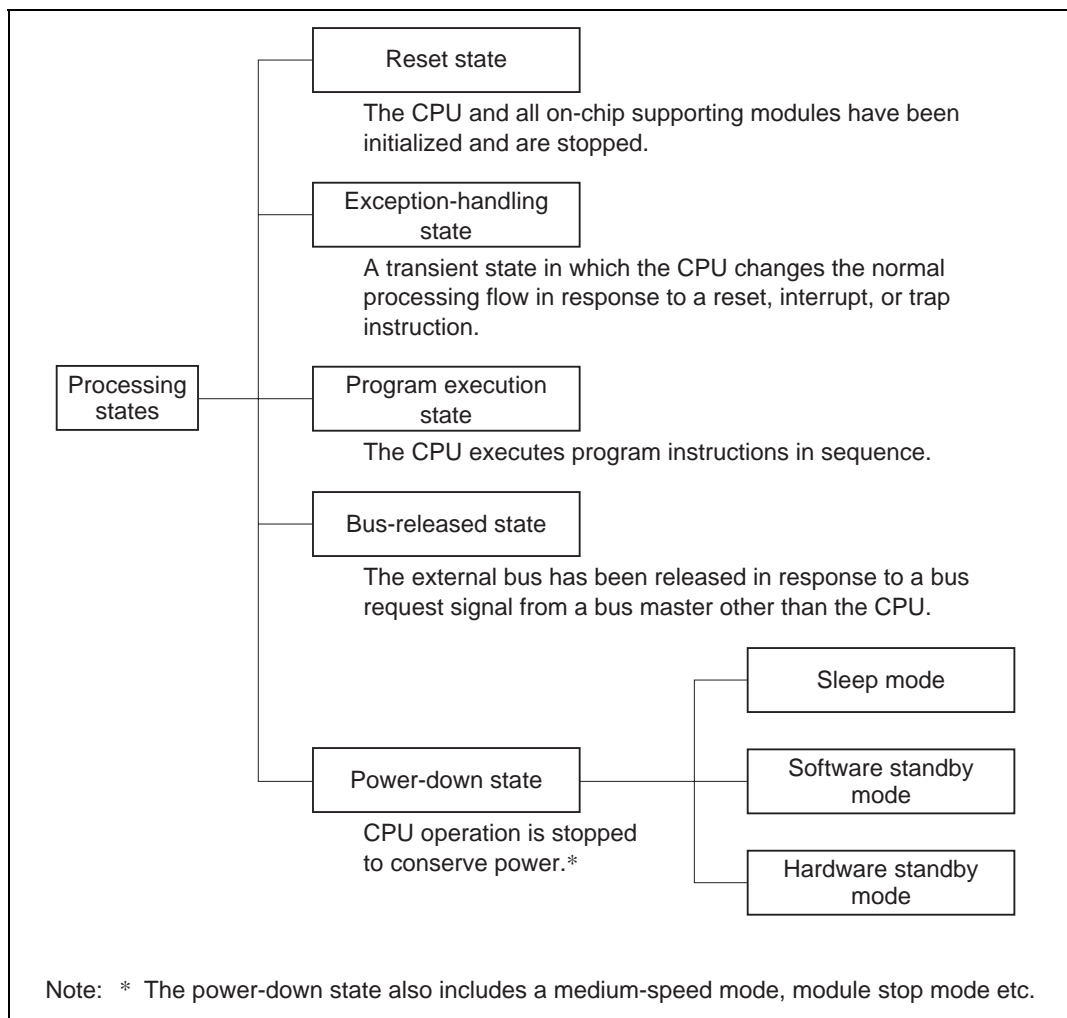 Reset state
The CPU and all on-chip supporting modules have been
initialized and are stopped.
Exception-handling
state
A transient state in which the CPU changes the normal
processing flow in response to a reset, interrupt, or trap
instruction.
Processing
states
Program execution
state
The CPU executes program instructions in sequence.
Bus-released state
The external bus has been released in response to a bus
request signal from a bus master other than the CPU.
Sleep mode
Power-down state
CPU operation is stopped
to conserve power.*
Software standby
mode
Hardware standby
mode
Note: * The power-down state also includes a medium-speed mode, module stop mode etc.